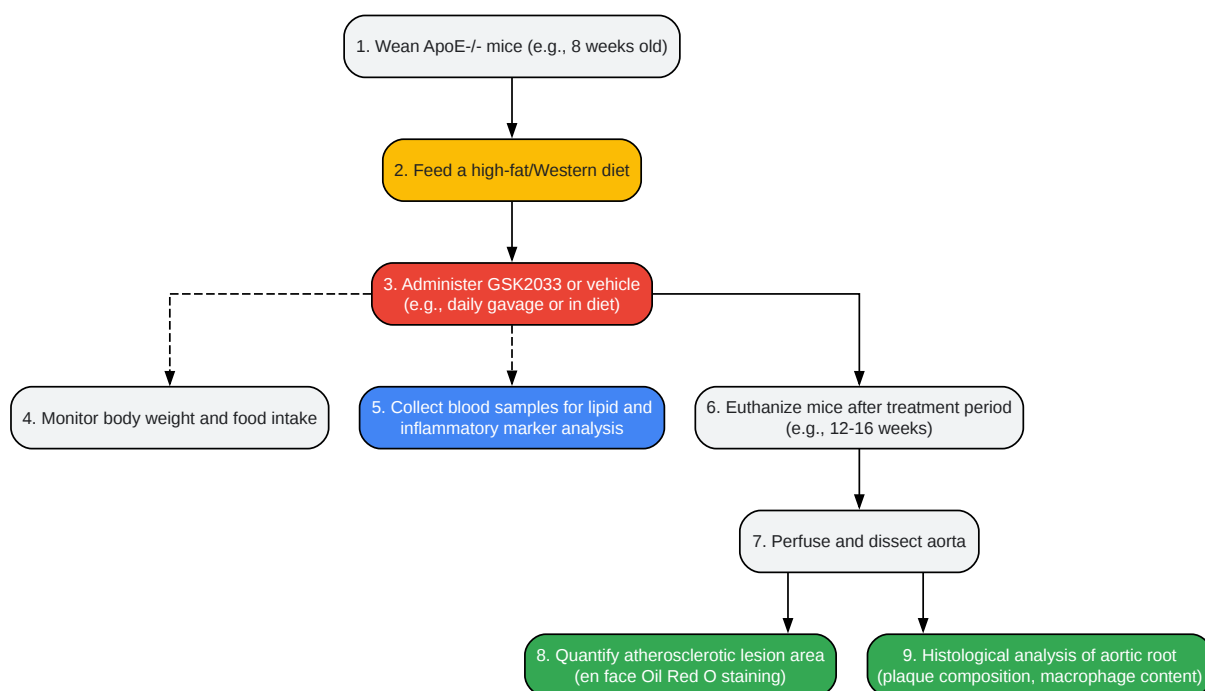 1. Wean ApoE-/- mice (e.g., 8 weeks old)
2. Feed a high-fat/Western diet
3. Administer GSK2033 or vehicle
(e.g., daily gavage or in diet)
4. Monitor body weight and food intake
5. Collect blood samples for lipid and
inflammatory marker analysis
6. Euthanize mice after treatment period
(e.g., 12-16 weeks)
7. Perfuse and dissect aorta
8. Quantify atherosclerotic lesion area
(en face Oil Red O staining)
9. Histological analysis of aortic root
(plaque composition, macrophage content)